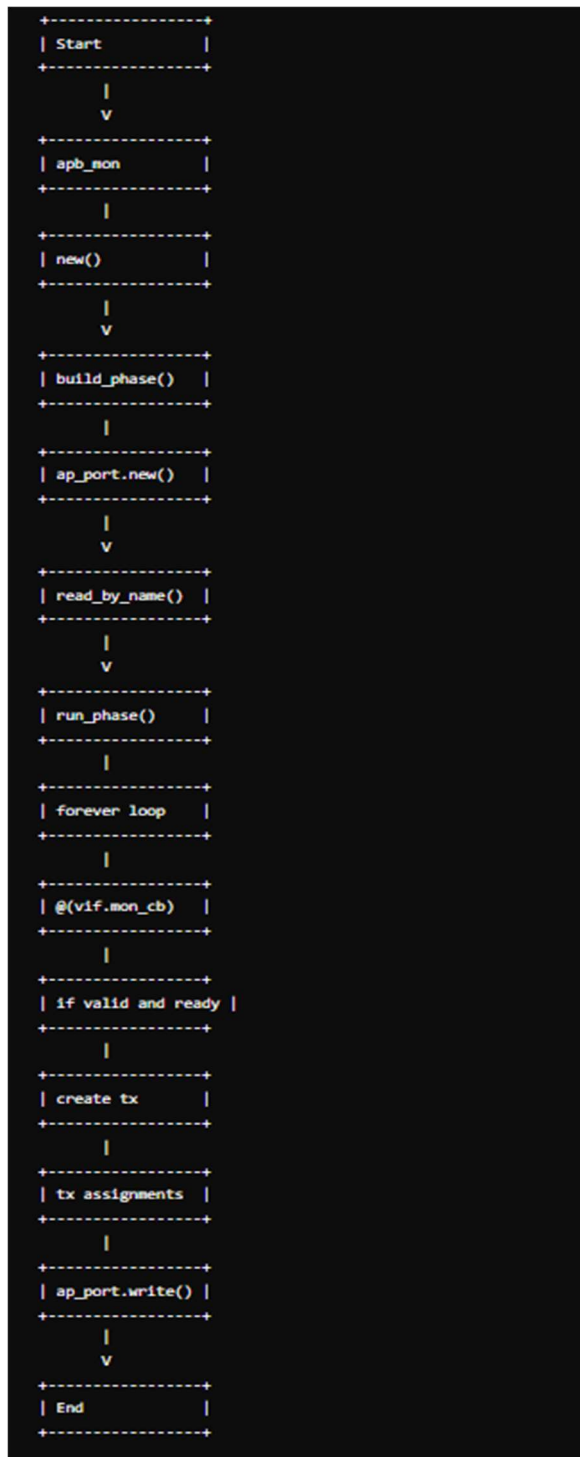 +------------------+
| Start            |
+------------------+
        |
        v
+------------------+
| apb_mon          |
+------------------+
        |
+------------------+
| new()            |
+------------------+
        |
        v
+------------------+
| build_phase()    |
+------------------+
        |
+------------------+
| ap_port.new()    |
+------------------+
        |
        v
+------------------+
| read_by_name()   |
+------------------+
        |
        v
+------------------+
| run_phase()      |
+------------------+
        |
+------------------+
| forever loop     |
+------------------+
        |
+------------------+
| @(vif.mon_cb)    |
+------------------+
        |
+------------------+
| if valid and ready |
+------------------+
        |
+------------------+
| create tx        |
+------------------+
        |
+------------------+
| tx assignments   |
+------------------+
        |
+------------------+
| ap_port.write()  |
+------------------+
        |
        v
+------------------+
| End              |
+------------------+